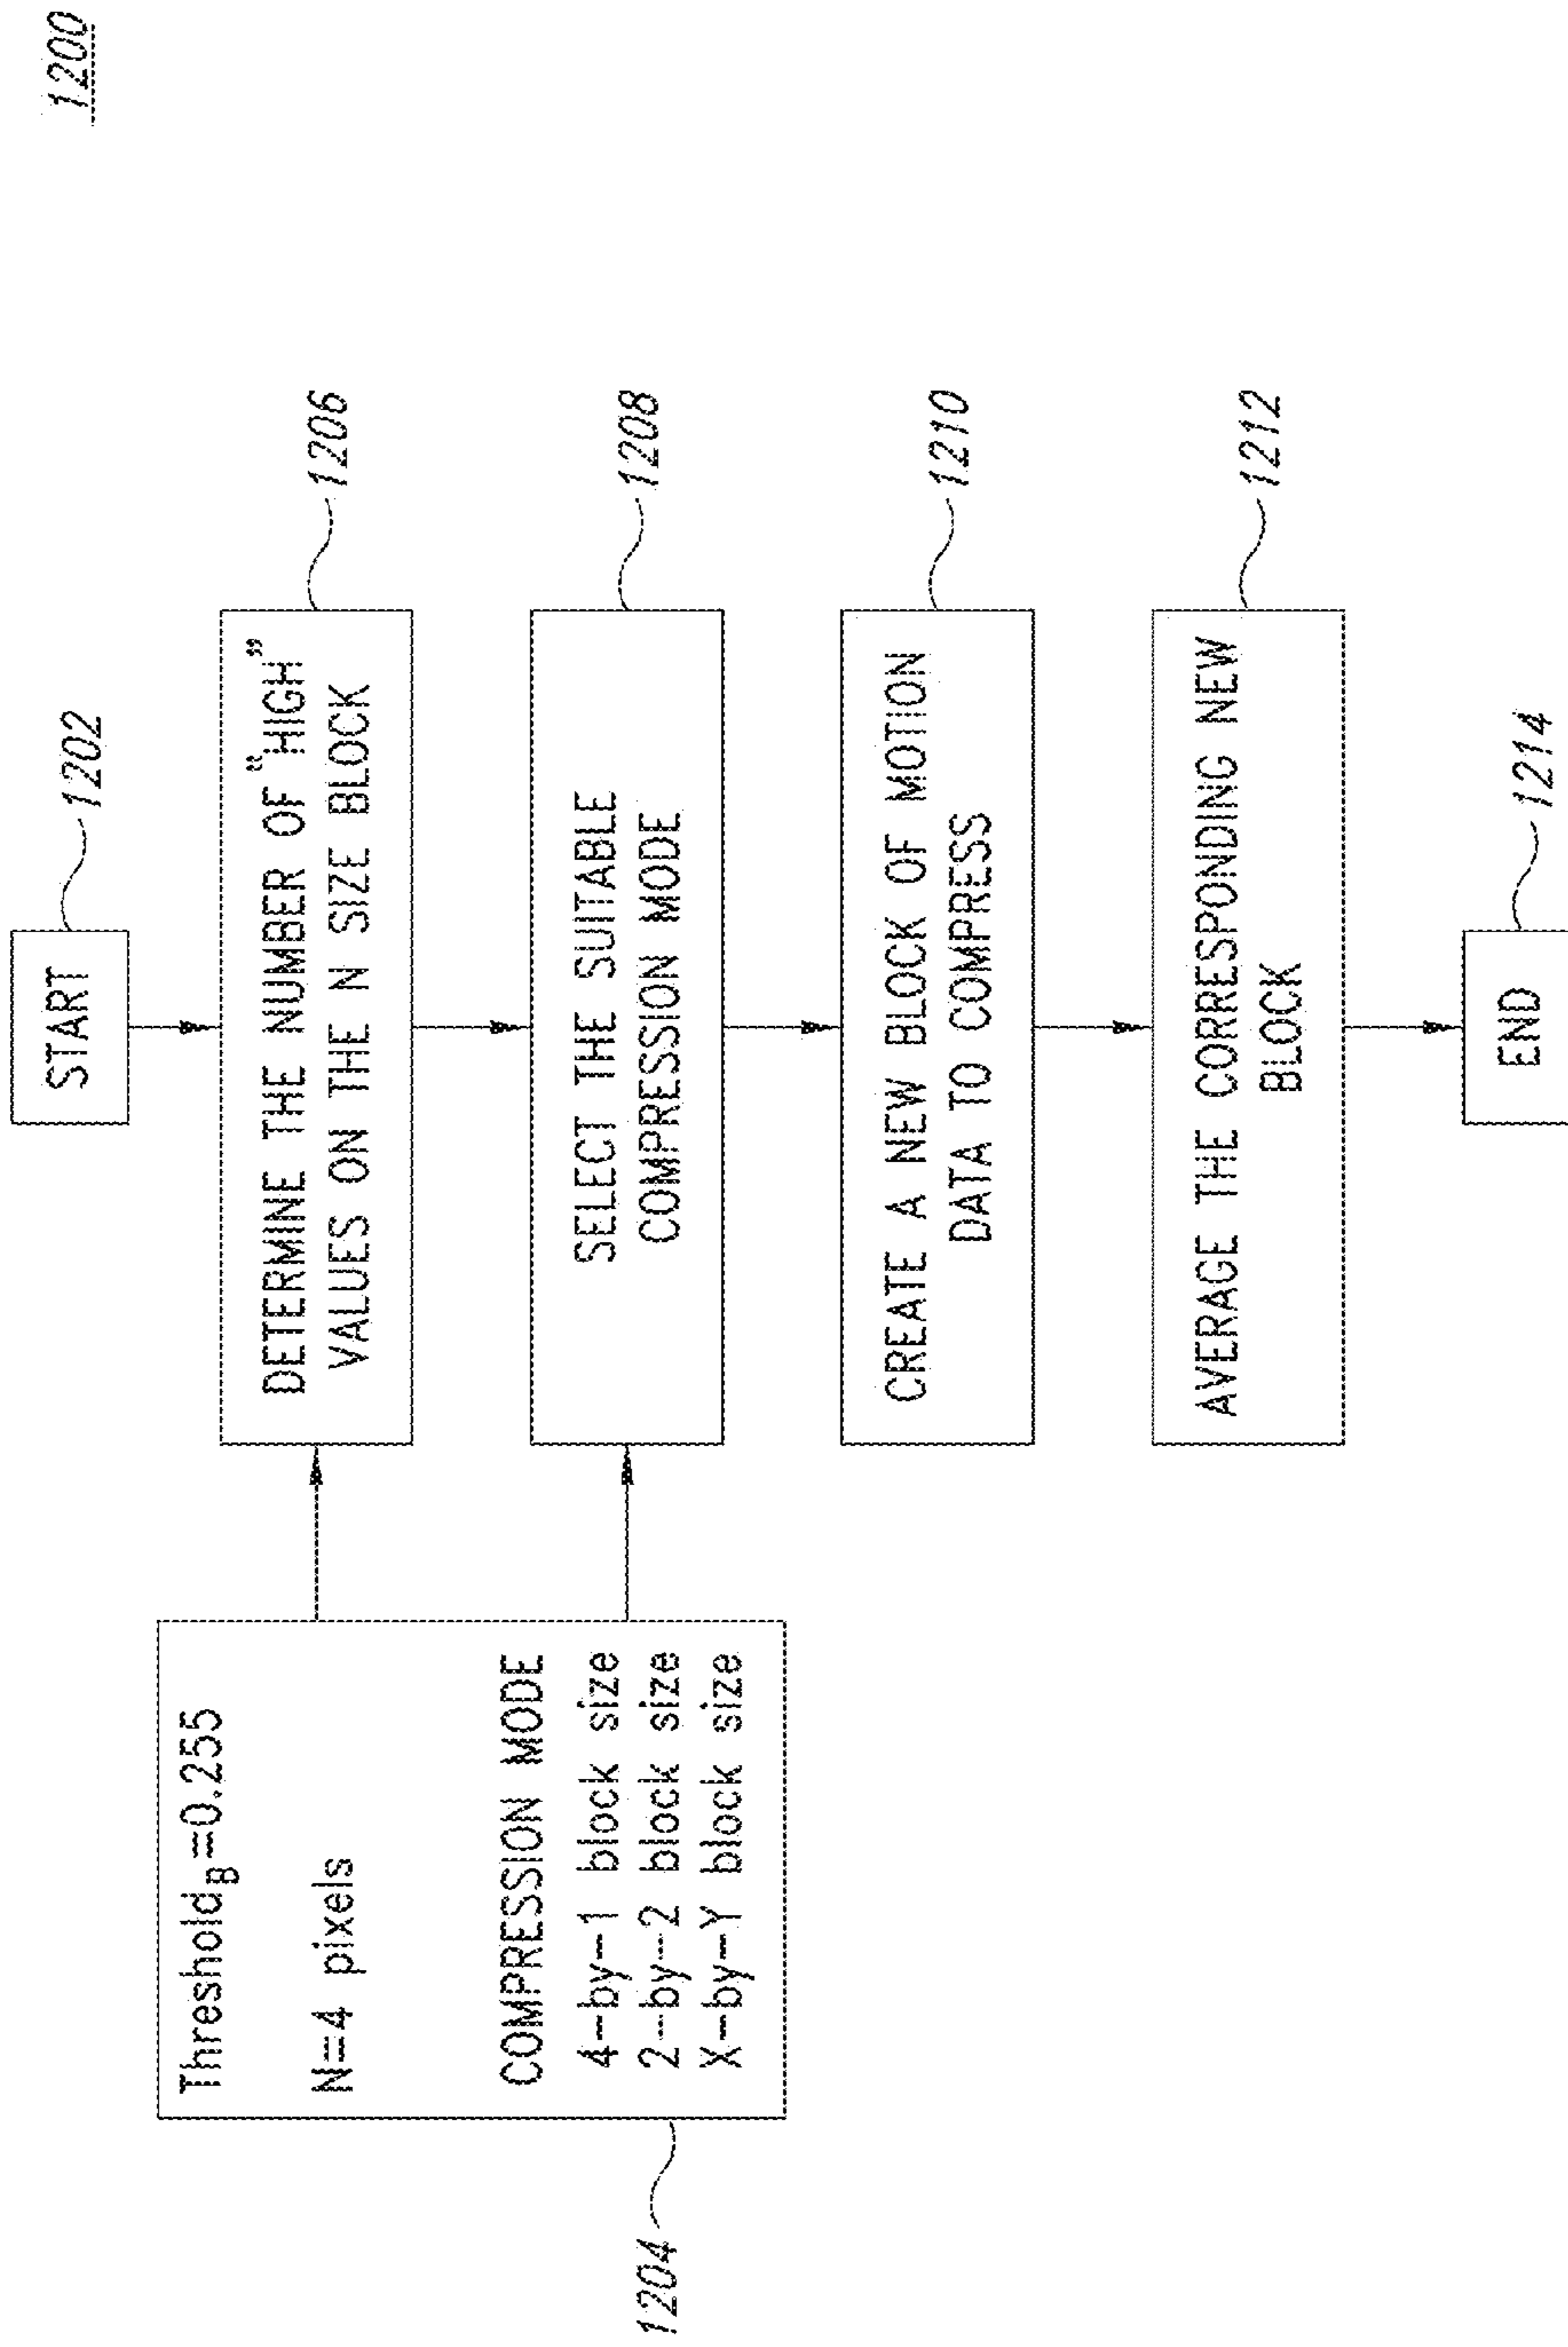 1200
START
1202
Threshold_B=0.255
N=4 pixels
COMPRESSION MODE
4-by-1 block size
2-by-2 block size
X-by-Y block size
1204
DETERMINE THE NUMBER OF "HIGH"
VALUES ON THE N SIZE BLOCK
1206
SELECT THE SUITABLE
COMPRESSION MODE
1208
CREATE A NEW BLOCK OF MOTION
DATA TO COMPRESS
1210
AVERAGE THE CORRESPONDING NEW
BLOCK
1212
END
1214